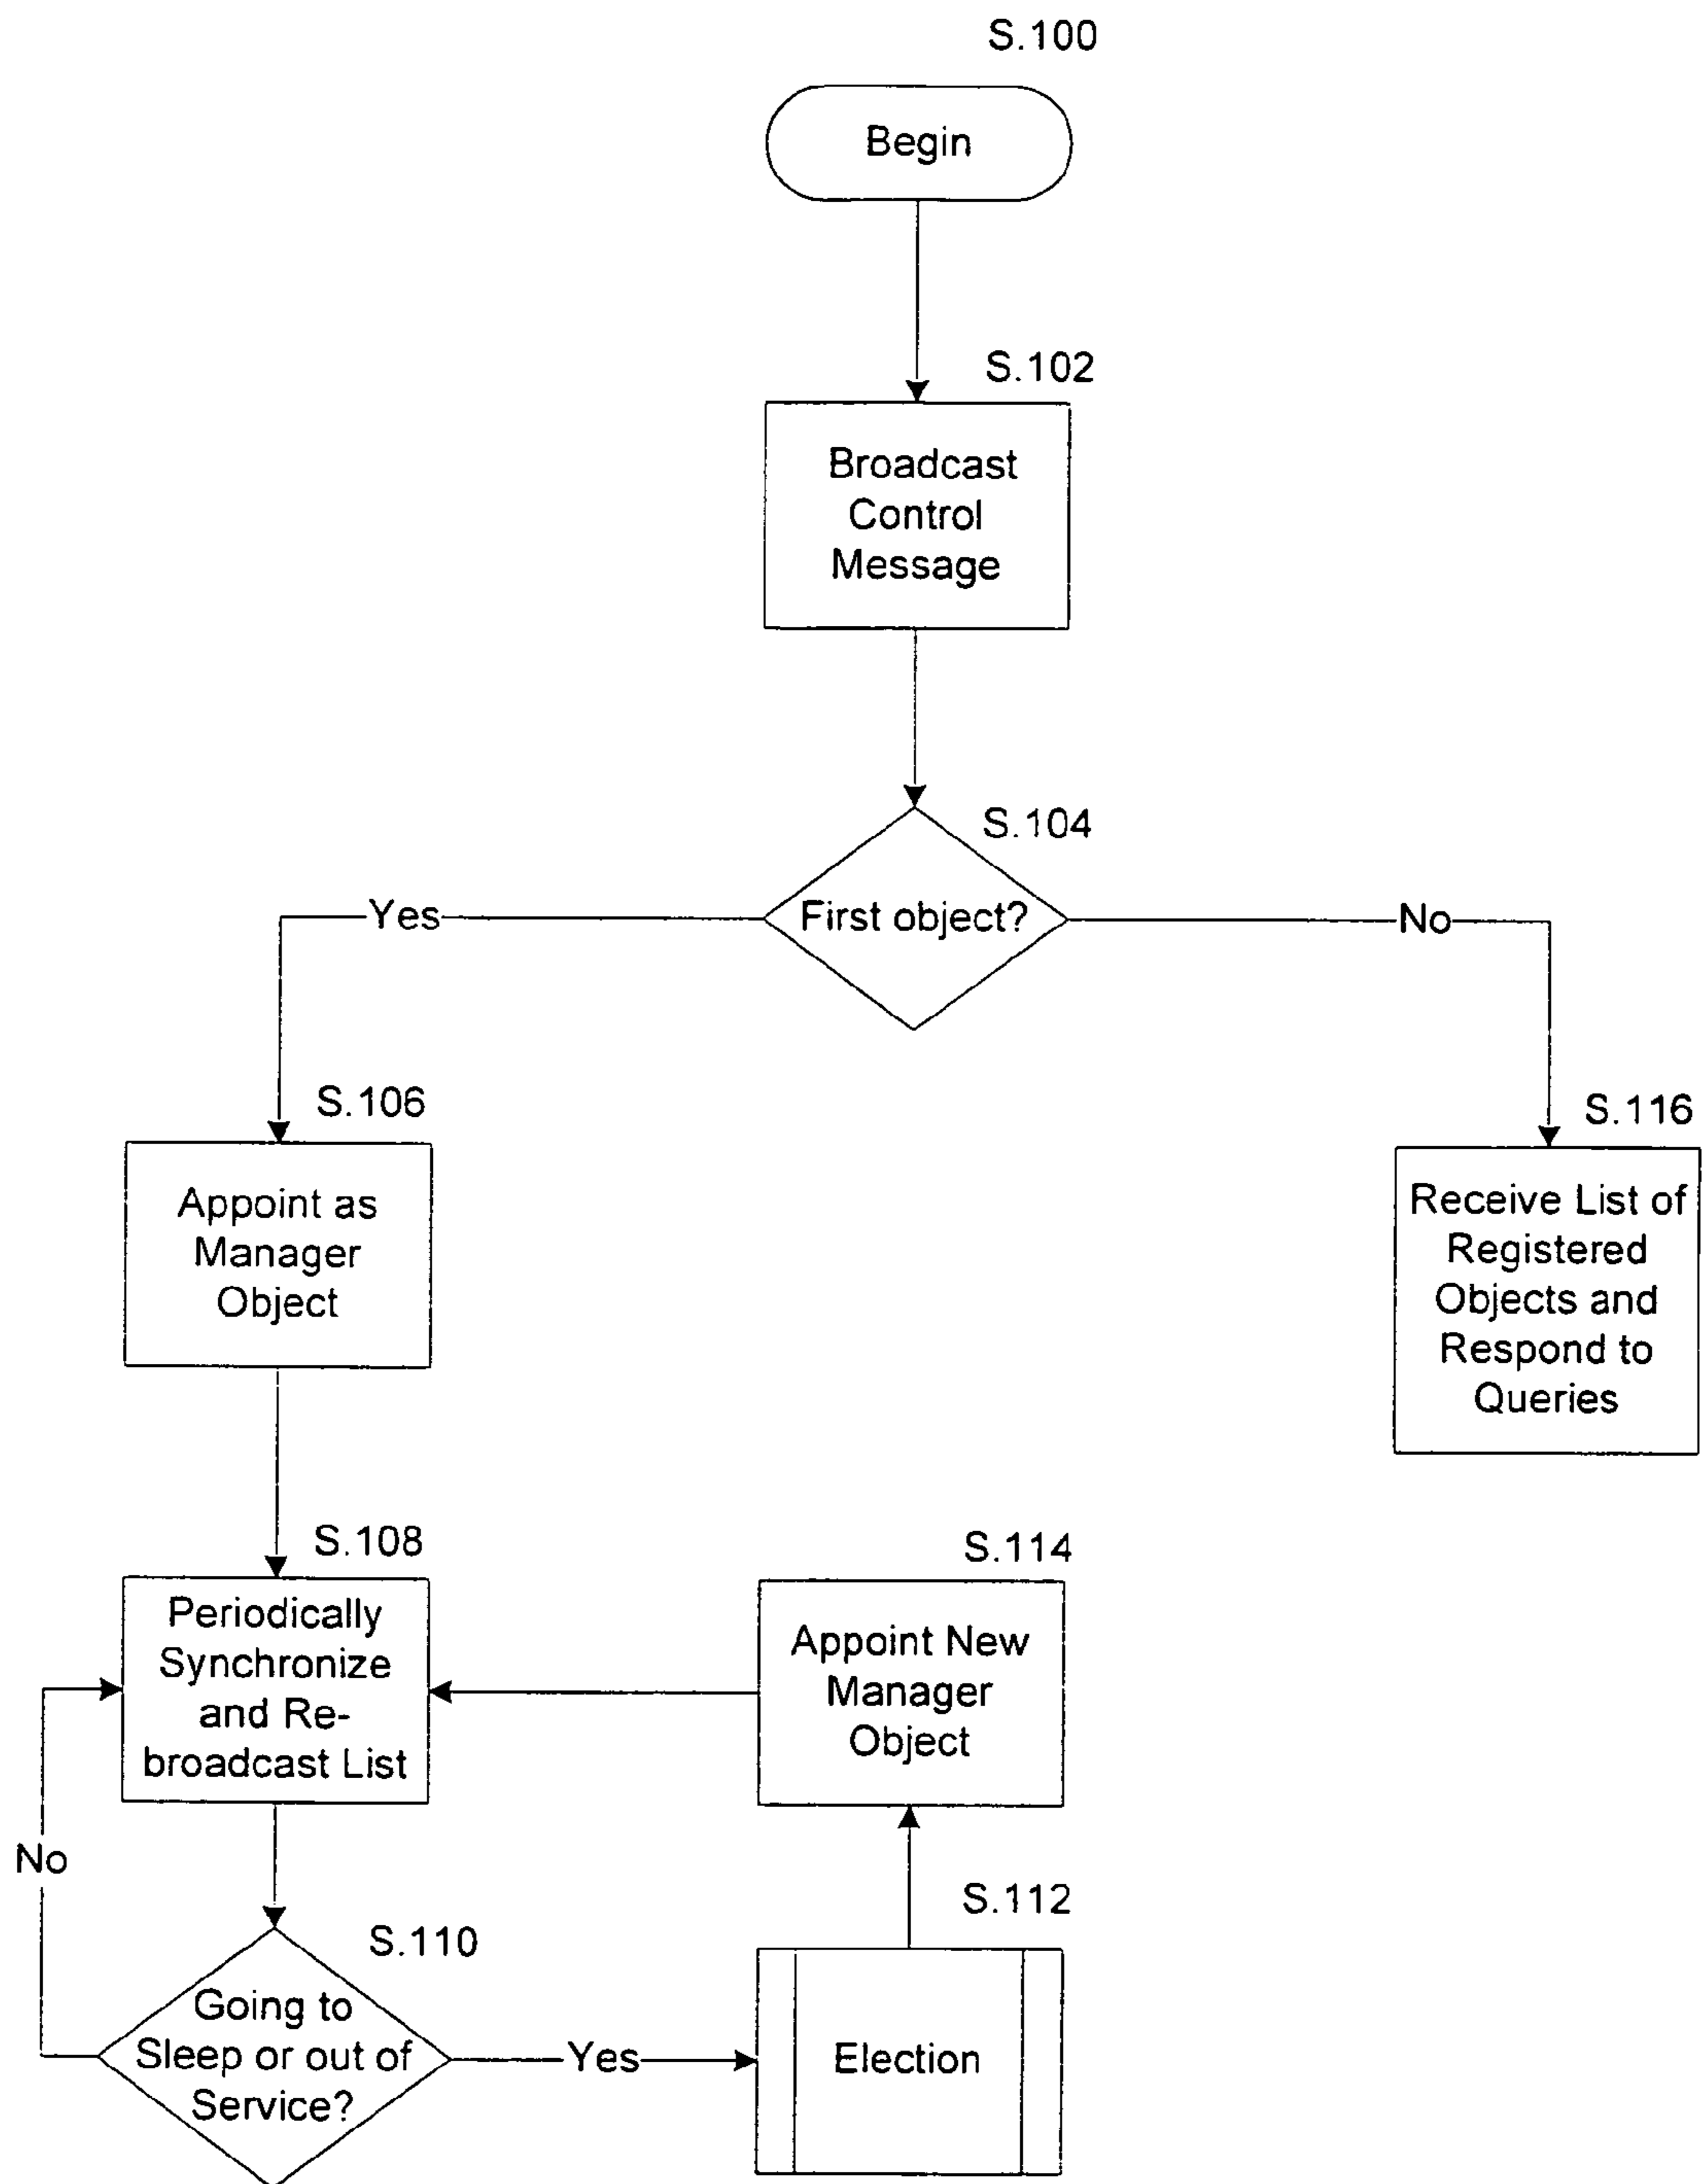 S.100
Begin
S.102
Broadcast
Control
Message
S.104
First object?
Yes
No
S.106
Appoint as
Manager
Object
S.116
Receive List of
Registered
Objects and
Respond to
Queries
S.108
Periodically
Synchronize
and Re-
broadcast List
S.114
Appoint New
Manager
Object
No
S.110
Going to
Sleep or out of
Service?
Yes
S.112
Election